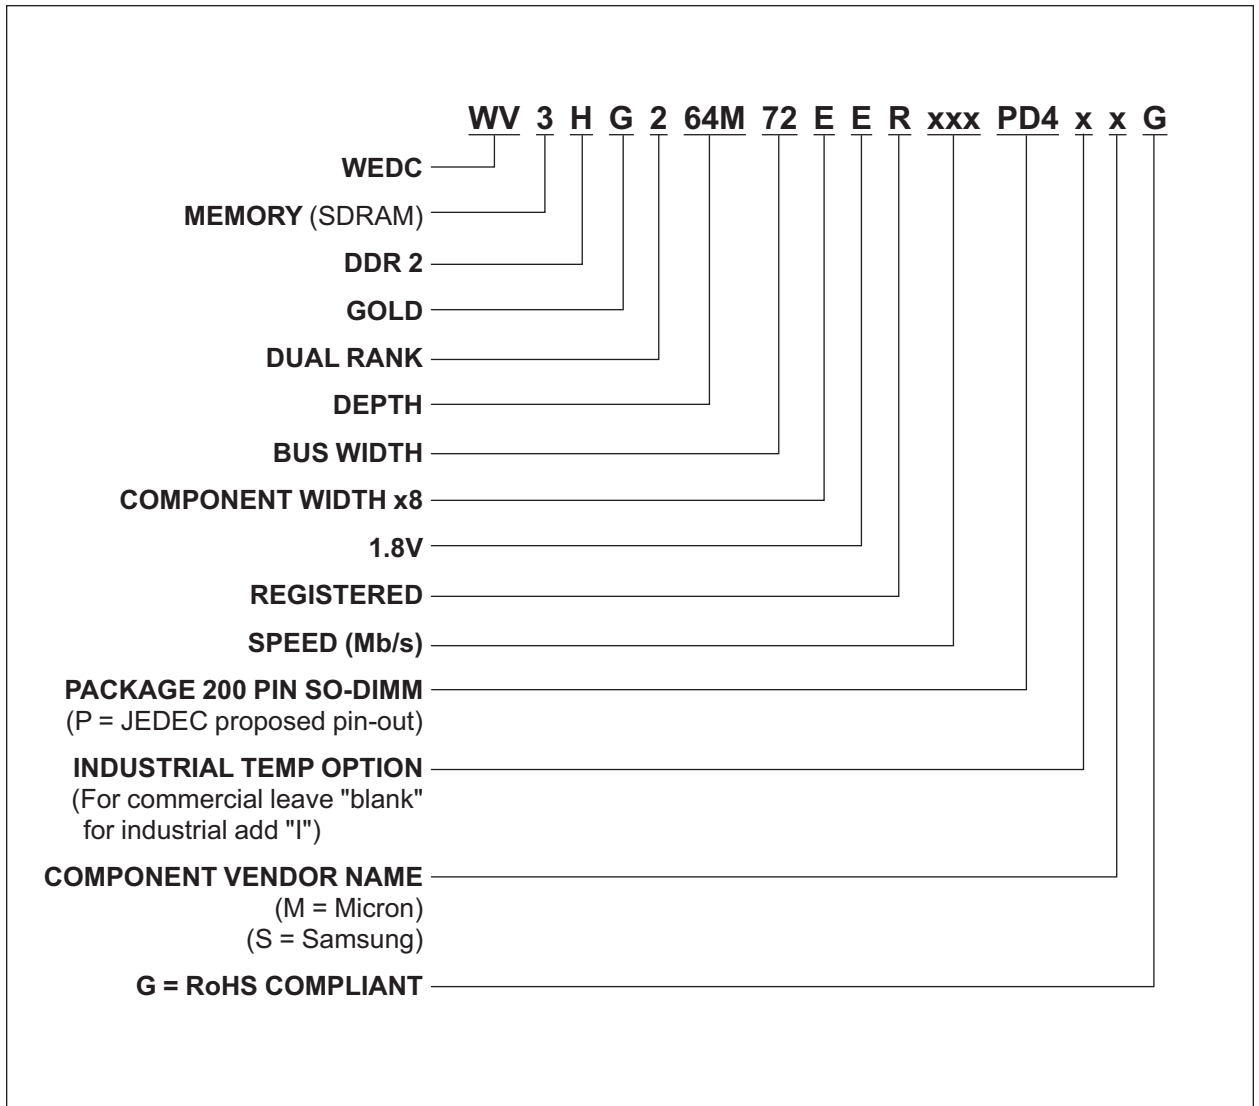 WV 3 H G 2 64M 72 E E R xxx PD4 x x G
WEDC
MEMORY (SDRAM)
DDR 2
GOLD
DUAL RANK
DEPTH
BUS WIDTH
COMPONENT WIDTH x8
1.8V
REGISTERED
SPEED (Mb/s)
PACKAGE 200 PIN SO-DIMM
(P = JEDEC proposed pin-out)
INDUSTRIAL TEMP OPTION
(For commercial leave "blank"
for industrial add "I")
COMPONENT VENDOR NAME
(M = Micron)
(S = Samsung)
G = RoHS COMPLIANT